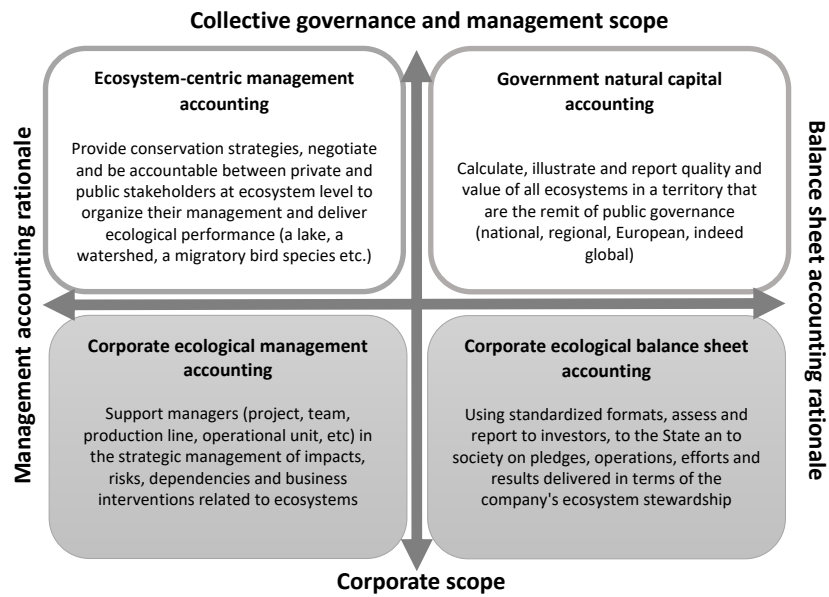 Collective governance and management scope
Ecosystem-centric management
accounting
Provide conservation strategies, negotiate
and be accountable between private and
public stakeholders at ecosystem level to
organize their management and deliver
ecological performance (a lake, a
watershed, a migratory bird species etc.)
Government natural capital
accounting
Calculate, illustrate and report quality and
value of all ecosystems in a territory that
are the remit of public governance
(national, regional, European, indeed
global)
Management accounting rationale
Balance sheet accounting rationale
Corporate ecological management
accounting
Support managers (project, team,
production line, operational unit, etc) in
the strategic management of impacts,
risks, dependencies and business
interventions related to ecosystems
Corporate ecological balance sheet
accounting
Using standardized formats, assess and
report to investors, to the State an to
society on pledges, operations, efforts and
results delivered in terms of the
company's ecosystem stewardship
Corporate scope